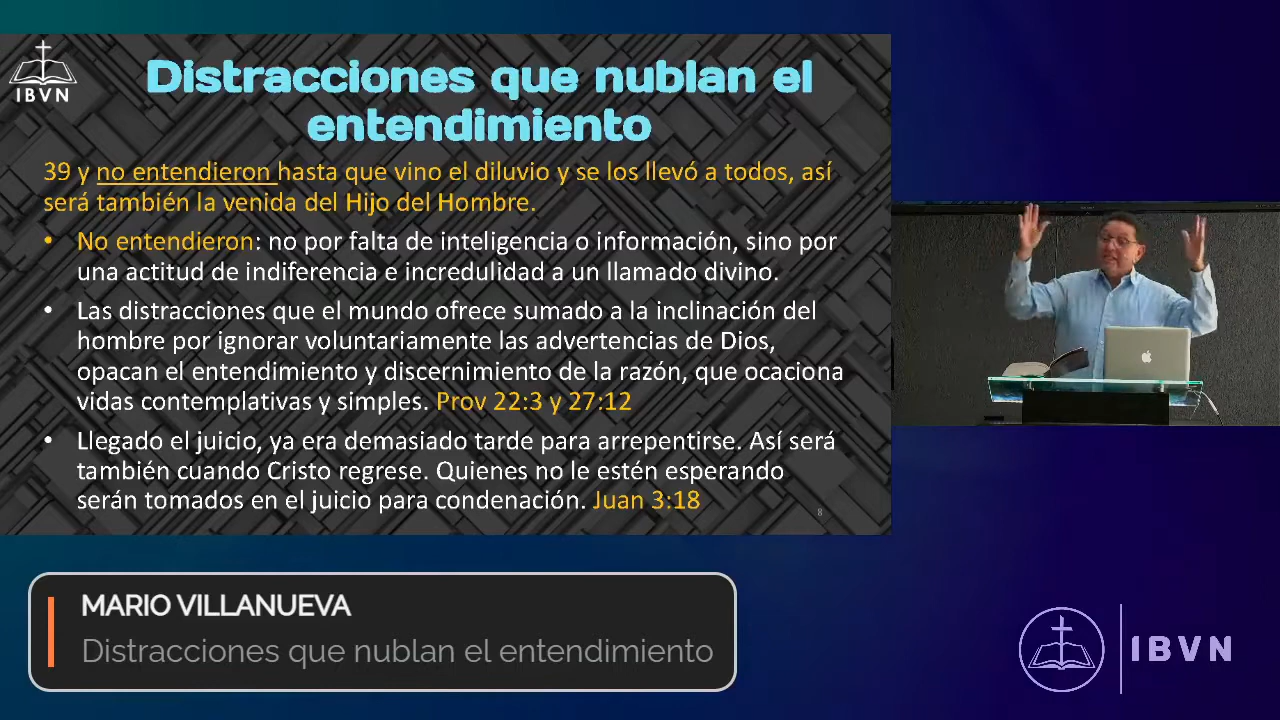 IBVN
Distracciones que nublan el
entendimiento
39 y no entendieron hasta que vino el diluvio y se los llevó a todos, así
será también la venida del Hijo del Hombre.
• No entendieron: no por falta de inteligencia o información, sino por
una actitud de indiferencia e incredulidad a un llamado divino.
• Las distracciones que el mundo ofrece sumado a la inclinación del
hombre por ignorar voluntariamente las advertencias de Dios,
opacan el entendimiento y discernimiento de la razón, que ocaciona
vidas contemplativas y simples. Prov 22:3 y 27:12
• Llegado el juicio, ya era demasiado tarde para arrepentirse. Así será
también cuando Cristo regrese. Quienes no le estén esperando
serán tomados en el juicio para condenación. Juan 3:18
8
MARIO VILLANUEVA
Distracciones que nublan el entendimiento
IBVN